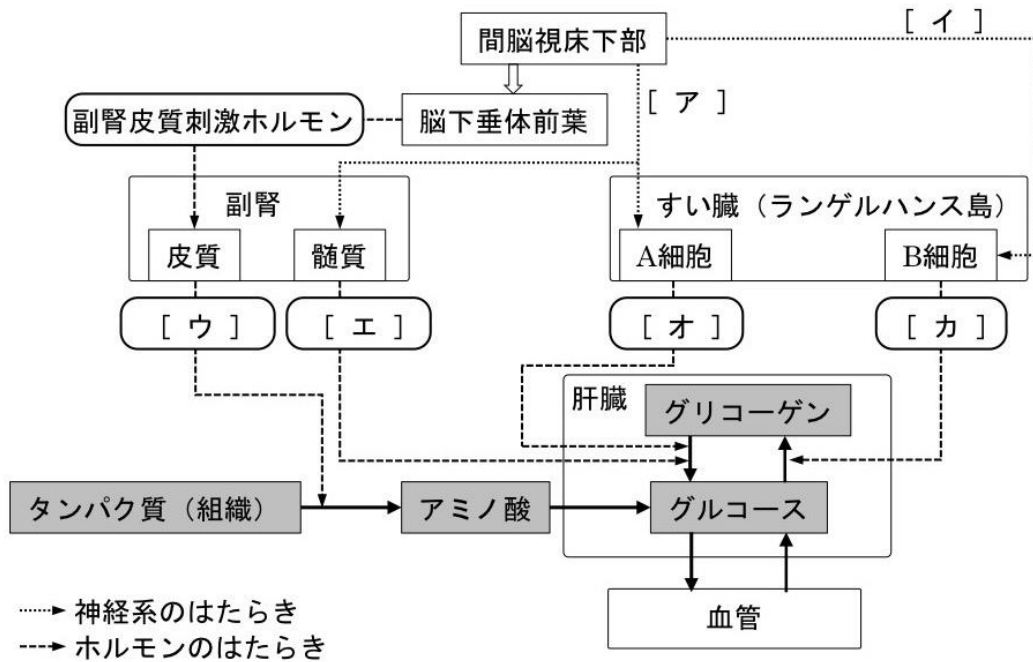 間脳視床下部
[ イ ]
[ ア ]
副腎皮質刺激ホルモン
脳下垂体前葉
副腎
すい臓（ランゲルハンス島）
皮質
髄質
A細胞
B細胞
[ ウ ]
[ エ ]
[ オ ]
[ カ ]
肝臓
グリコーゲン
タンパク質（組織）
アミノ酸
グルコース
血管
神経系のはたらき
ホルモンのはたらき